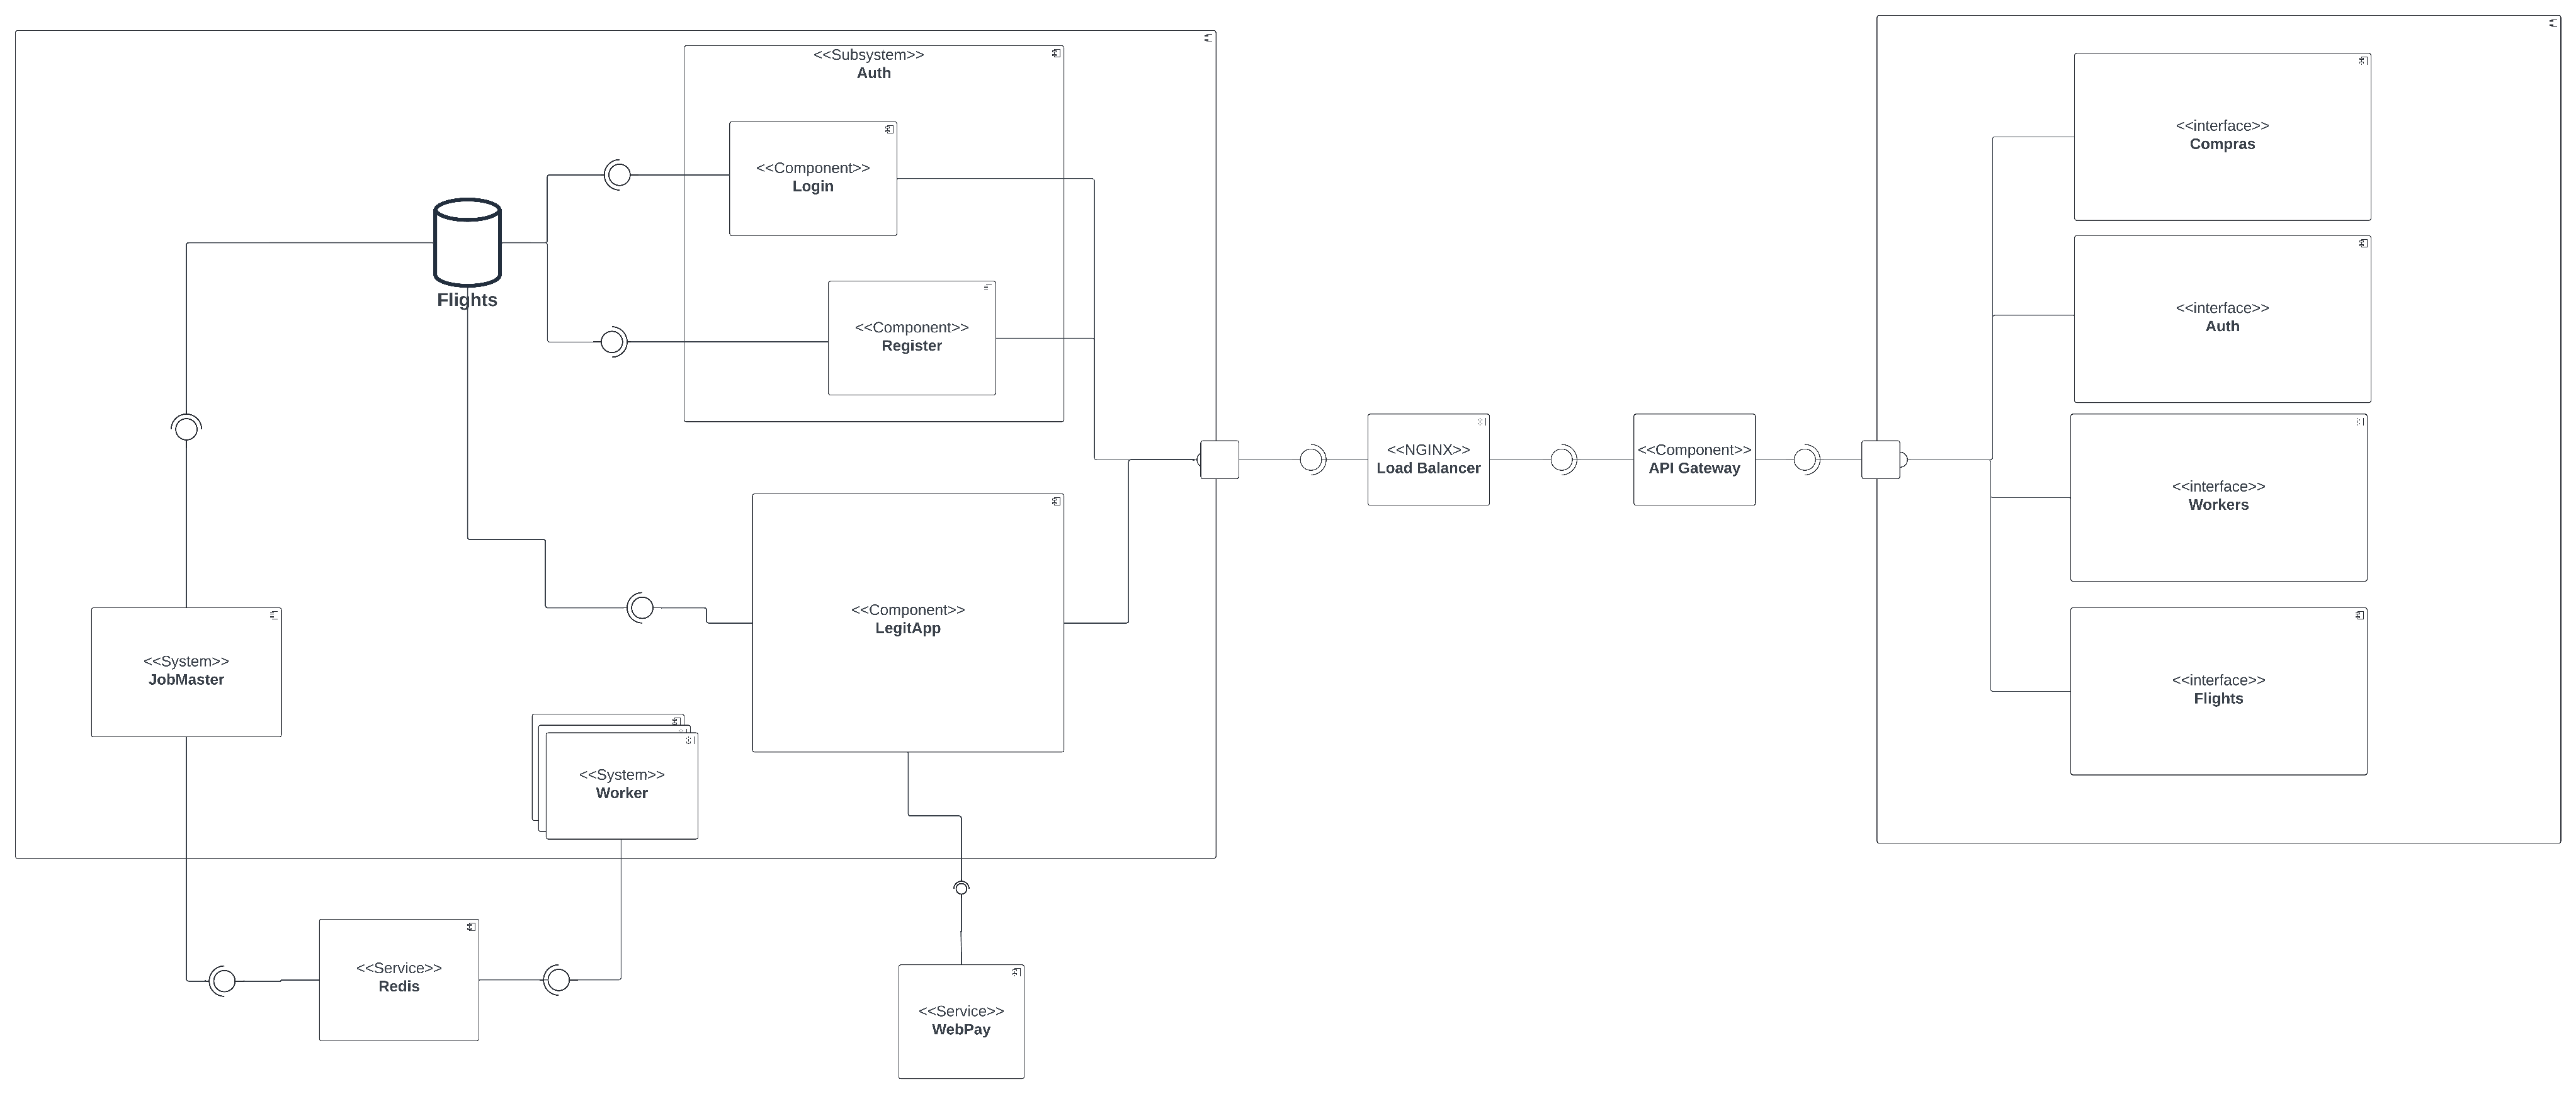 <<Subsystem>>
Auth
<<Component>>
Login
Flights
<<Component>>
Register
<<Component>>
LegitApp
<<System>>
JobMaster
<<System>>
Worker
<<Service>>
Redis
<<Service>>
WebPay
<<NGINX>>
Load Balancer
<<Component>>
API Gateway
<<interface>>
Compras
<<interface>>
Auth
<<interface>>
Workers
<<interface>>
Flights